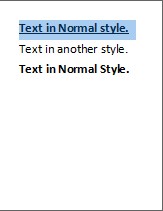 Text in Normal style.
Text in another style.
Text in Normal Style.